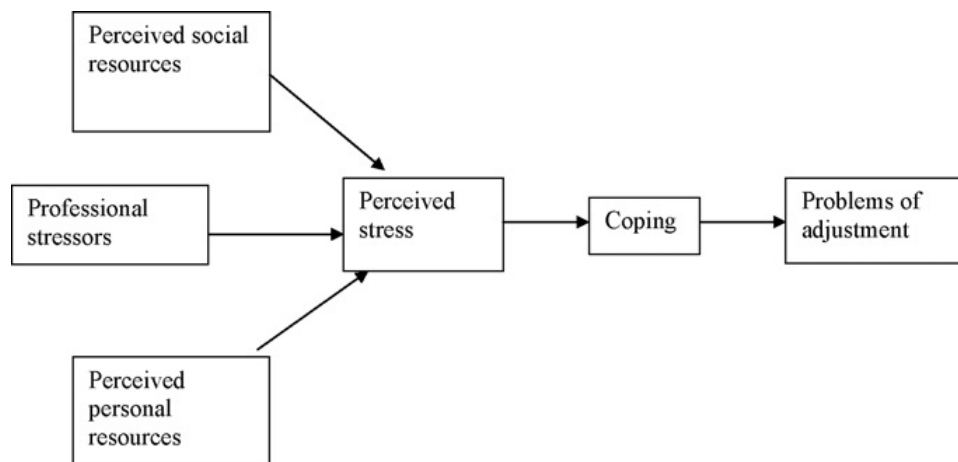 Perceived social
resources
Professional
stressors
Perceived
stress
Coping
Problems of
adjustment
Perceived
personal
resources